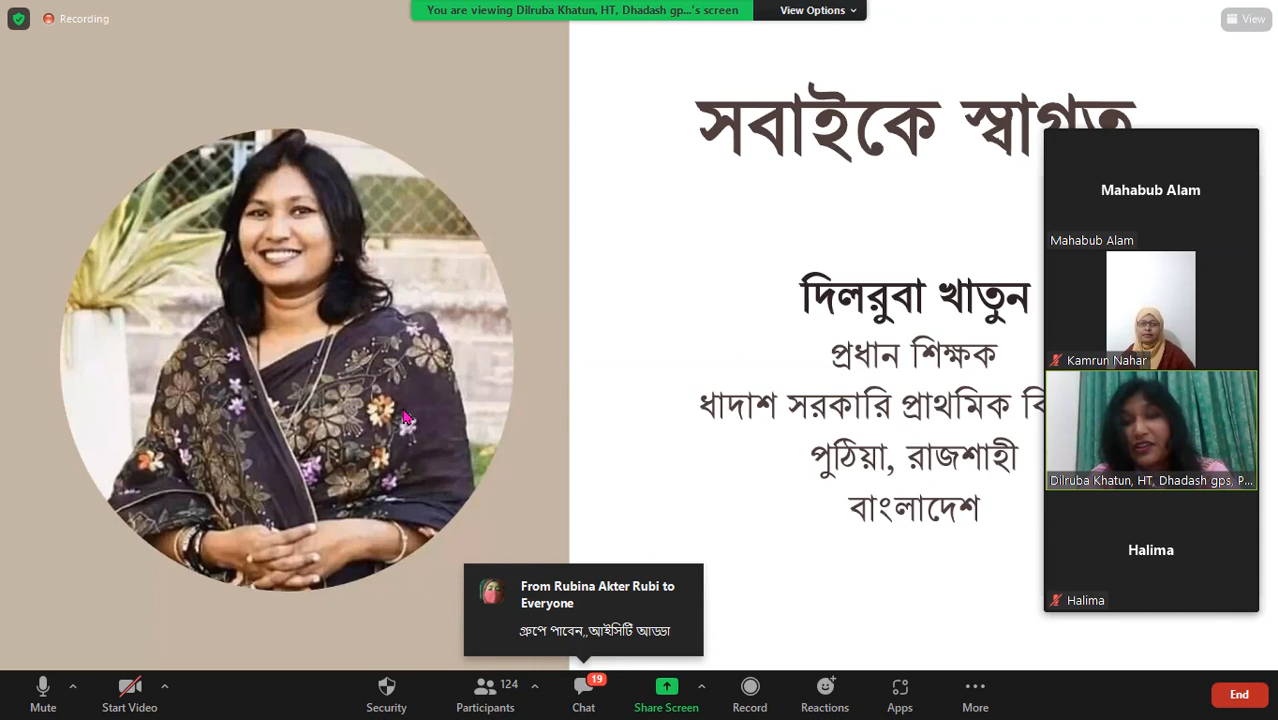 Recording
You are viewing Dilruba Khatun, HT, Dhadash gp...'s screen
View Options
View
সবাইকে স্বাগত
দিলরুবা খাতুন
প্রধান শিক্ষক
ধাদাশ সরকারি প্রাথমিক
পুঠিয়া, রাজশাহী
বাংলাদেশ
Mahabub Alam
Mahabub Alam
Kamrun Nahar
Dilruba Khatun, HT, Dhadash gps, P...
Halima
Halima
From Rubina Akter Rubi to
Everyone
গ্রুপে পাবেন,,আইসিটি আড্ডা
Mute
Start Video
Security
Participants
124
Chat
19
Share Screen
Record
Reactions
Apps
More
End